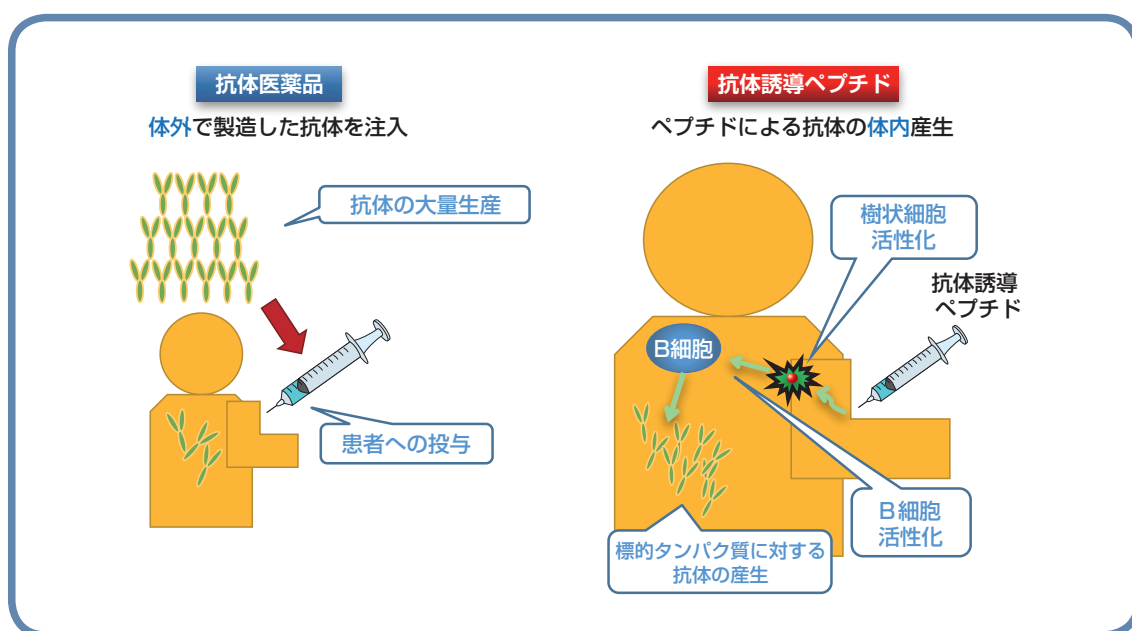 抗体医薬品
体外で製造した抗体を注入
抗体の大量生産
患者への投与
抗体誘導ペプチド
ペプチドによる抗体の体内産生
樹状細胞
活性化
抗体誘導
ペプチド
B細胞
B細胞
活性化
標的タンパク質に対する
抗体の産生